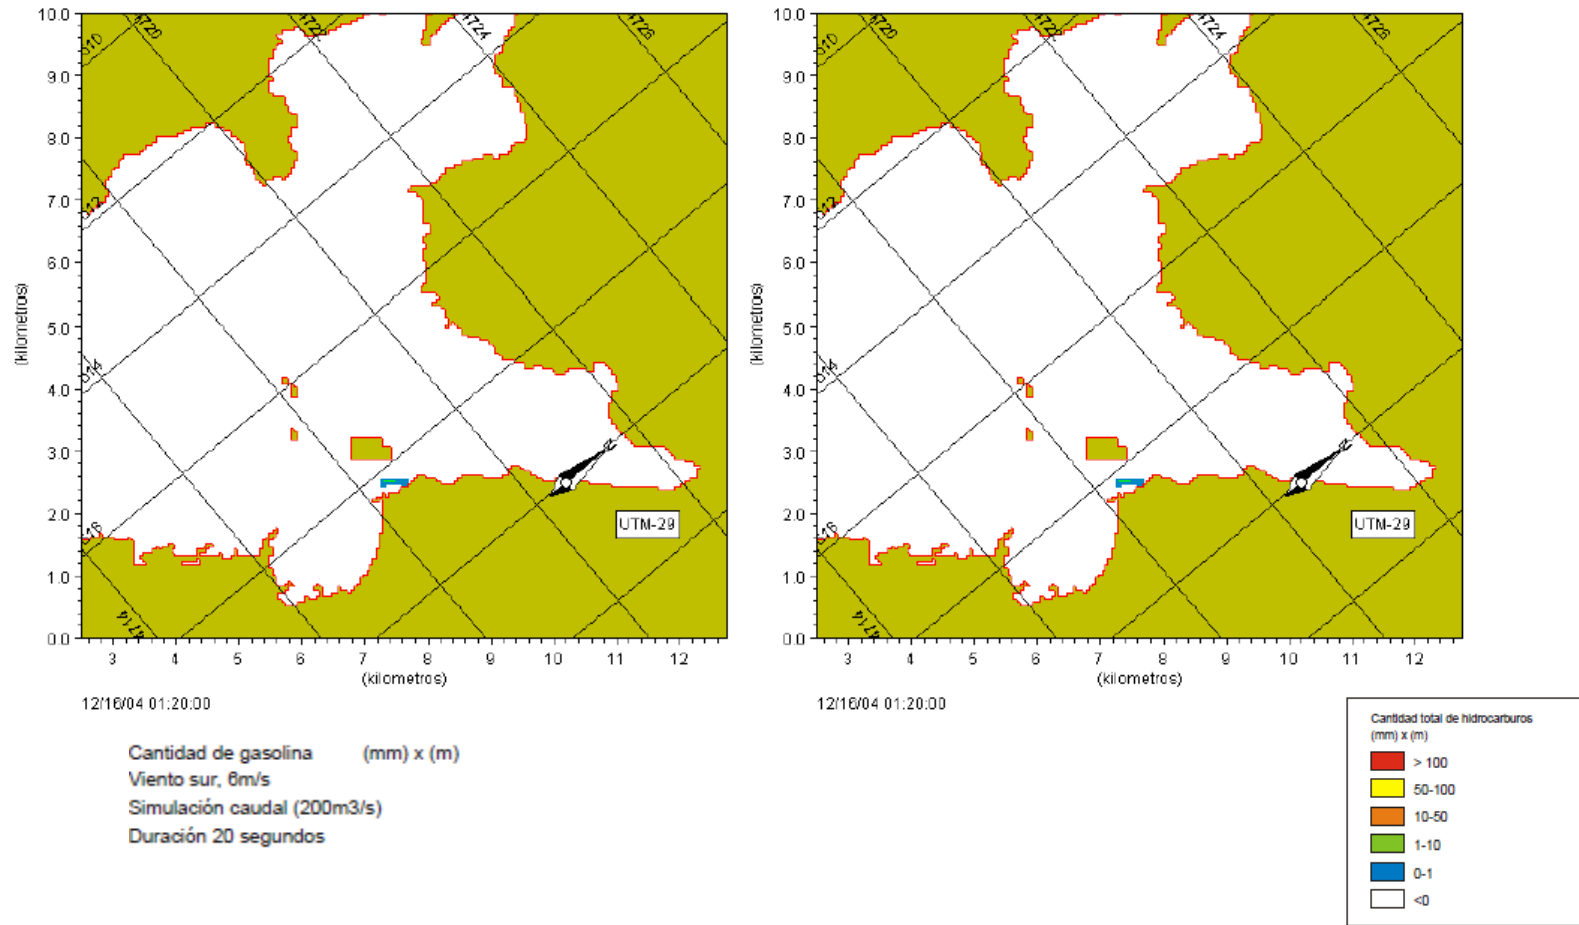 10.0
9.0
8.0
7.0
6.0
5.0
4.0
3.0
2.0
1.0
0.0
(kilometros)
3 4 5 6 7 8 9 10 11 12
(kilometros)
4714
UTM-29
N
12/16/04 01:20:00
10.0
9.0
8.0
7.0
6.0
5.0
4.0
3.0
2.0
1.0
0.0
(kilometros)
3 4 5 6 7 8 9 10 11 12
(kilometros)
4714
UTM-29
N
12/16/04 01:20:00
Cantidad de gasolina (mm) x (m)
Viento sur, 6m/s
Simulación caudal (200m3/s)
Duración 20 segundos
Cantidad total de hidrocarburos
(mm) x (m)
> 100
50-100
10-50
1-10
0-1
<0